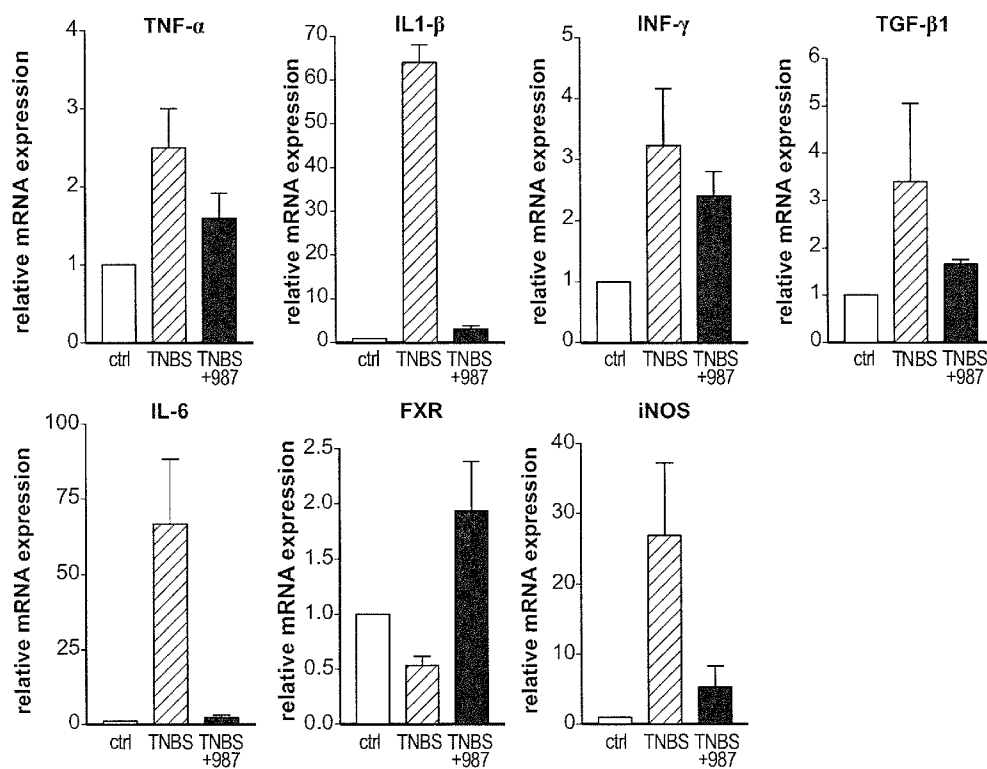 TNF-α
relative mRNA expression
4
3
2
1
0
ctrl TNBS TNBS
+987
IL1-β
relative mRNA expression
70
60
50
40
30
20
10
0
ctrl TNBS TNBS
+987
INF-γ
relative mRNA expression
5
4
3
2
1
0
ctrl TNBS TNBS
+987
TGF-β1
relative mRNA expression
6
5
4
3
2
1
0
ctrl TNBS TNBS
+987
IL-6
relative mRNA expression
100
75
50
25
0
ctrl TNBS TNBS
+987
FXR
relative mRNA expression
2.5
2.0
1.5
1.0
0.5
0.0
ctrl TNBS TNBS
+987
iNOS
relative mRNA expression
40
30
20
10
0
ctrl TNBS TNBS
+987